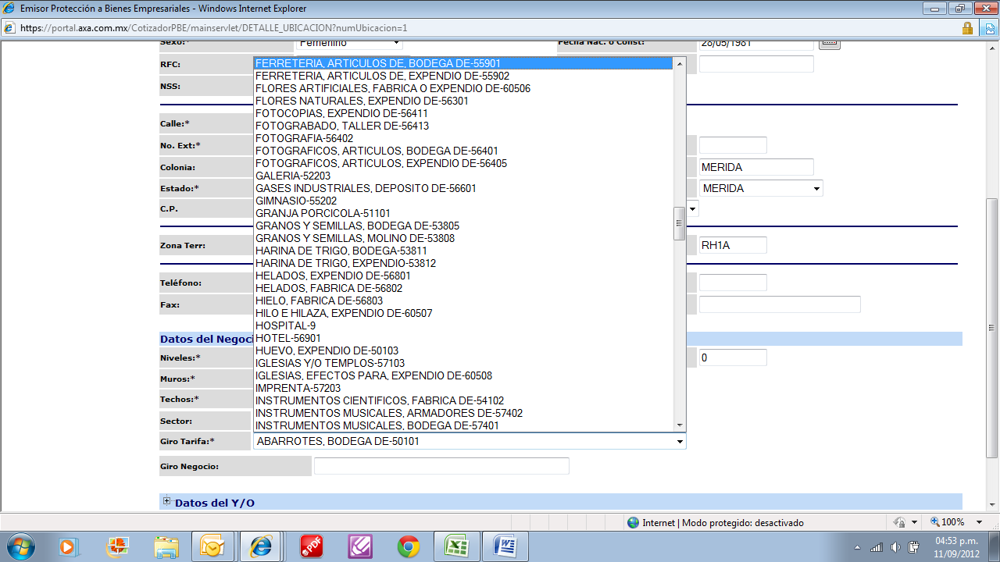 Emisor Protección a Bienes Empresariales - Windows Internet Explorer
https://portal.axa.com.mx/CotizadorPBE/mainservlet/DETALLE_UBICACION?numUbicacion=1
Sexo:* Femenino Fecha Nac. o Const: 28/05/1981
RFC:
NSS:
Calle:*
No. Ext:*
Colonia: MERIDA
Estado:* MERIDA
C.P.
Zona Terr: RH1A
Teléfono:
Fax:
Datos del Negoci
Niveles:* 0
Muros:*
Techos:*
Sector:
FERRETERIA, ARTICULOS DE, BODEGA DE-55901
FERRETERIA, ARTICULOS DE, EXPENDIO DE-55902
FLORES ARTIFICIALES, FABRICA O EXPENDIO DE-60506
FLORES NATURALES, EXPENDIO DE-56301
FOTOCOPIAS, EXPENDIO DE-56411
FOTOGRABADO, TALLER DE-56413
FOTOGRAFIA-56402
FOTOGRAFICOS, ARTICULOS, BODEGA DE-56401
FOTOGRAFICOS, ARTICULOS, EXPENDIO DE-56405
GALERIA-52203
GASES INDUSTRIALES, DEPOSITO DE-56601
GIMNASIO-55202
GRANJA PORCICOLA-51101
GRANOS Y SEMILLAS, BODEGA DE-53805
GRANOS Y SEMILLAS, MOLINO DE-53808
HARINA DE TRIGO, BODEGA-53811
HARINA DE TRIGO, EXPENDIO-53812
HELADOS, EXPENDIO DE-56801
HELADOS, FABRICA DE-56802
HIELO, FABRICA DE-56803
HILO E HILAZA, EXPENDIO DE-60507
HOSPITAL-9
HOTEL-56901
HUEVO, EXPENDIO DE-50103
IGLESIAS Y/O TEMPLOS-57103
IGLESIAS, EFECTOS PARA, EXPENDIO DE-60508
IMPRENTA-57203
INSTRUMENTOS CIENTIFICOS, FABRICA DE-54102
INSTRUMENTOS MUSICALES, ARMADORES DE-57402
INSTRUMENTOS MUSICALES, BODEGA DE-57401
Giro Tarifa:* ABARROTES, BODEGA DE-50101
Giro Negocio:
Datos del Y/O
Internet | Modo protegido: desactivado 100%
PDF
04:53 p.m.
11/09/2012